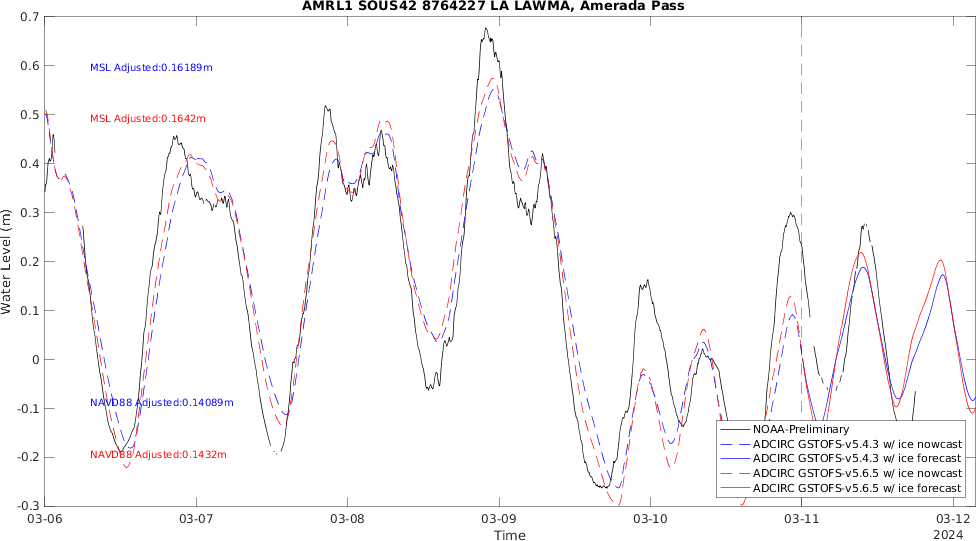 AMRL1 SOUS42 8764227 LA LAWMA, Amerada Pass
0.7
0.6
0.5
0.4
0.3
0.2
0.1
0
-0.1
-0.2
-0.3
Water Level (m)
MSL Adjusted:0.16189m
MSL Adjusted:0.1642m
NAVD88 Adjusted:0.14089m
NAVD88 Adjusted:0.1432m
NOAA-Preliminary
ADCIRC GSTOFS-v5.4.3 w/ ice nowcast
ADCIRC GSTOFS-v5.4.3 w/ ice forecast
ADCIRC GSTOFS-v5.6.5 w/ ice nowcast
ADCIRC GSTOFS-v5.6.5 w/ ice forecast
03-06 03-07 03-08 03-09 03-10 03-11 03-12
Time
2024